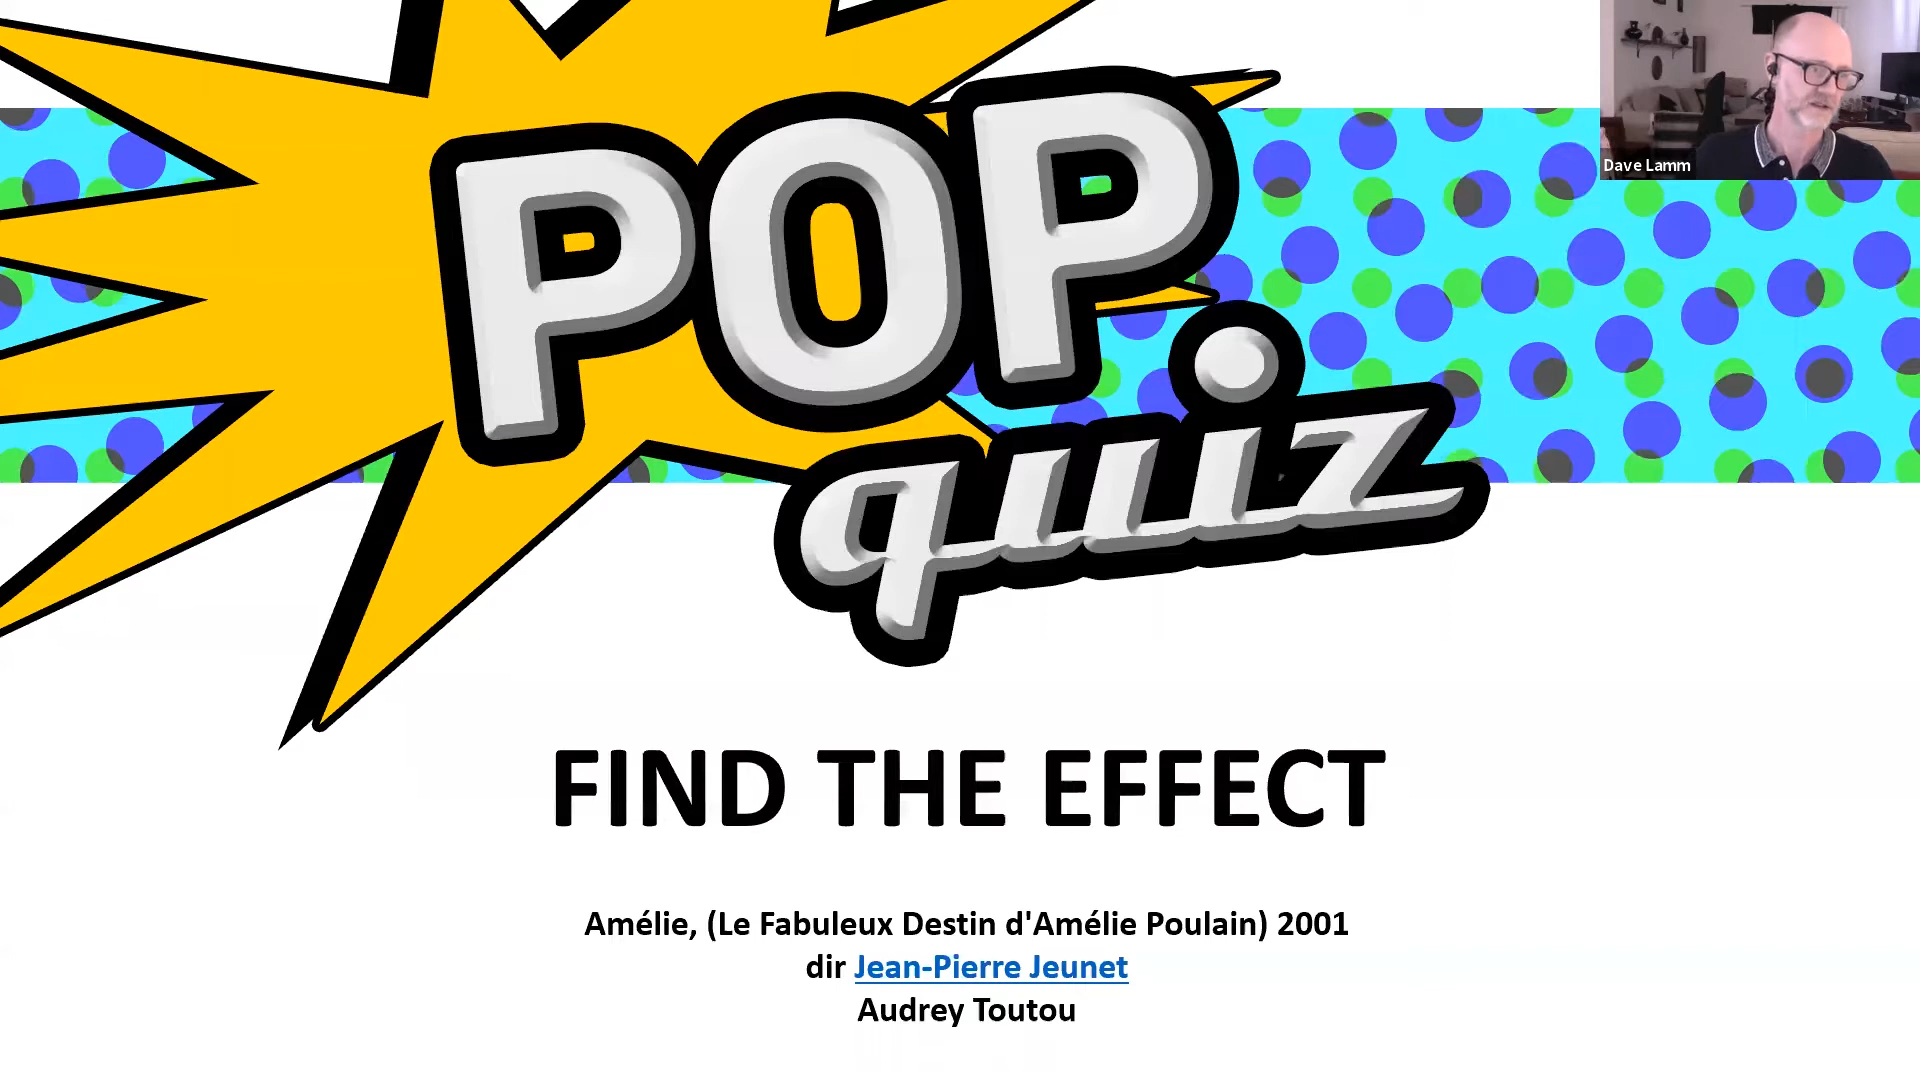 POP
quiz
Dave Lamm
FIND THE EFFECT
Amélie, (Le Fabuleux Destin d'Amélie Poulain) 2001
dir Jean-Pierre Jeunet
Audrey Toutou